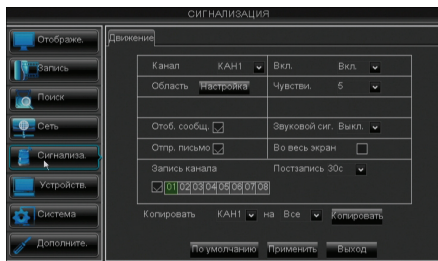 СИГНАЛИЗАЦИЯ
Отображе.
Запись
Поиск
Сеть
Сигнализа.
Устройств.
Система
Дополните.
Движение
Канал КАН1 Вкл. Вкл.
Область Настройка Чувстви. 5
Отоб. сообщ. Звуковой сиг. Выкл.
Отпр. письмо Во весь экран
Запись канала Постзапись 30с
01 02 03 04 05 06 07 08
Копировать КАН1 на Все Копировать
По умолчанию Применить Выход